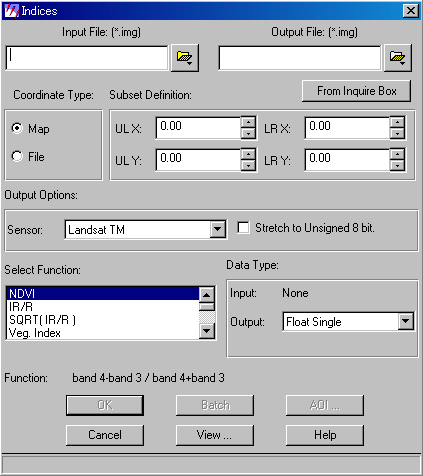 Indices
Input File: (*.img)
Output File: (*.img)
From Inquire Box
Coordinate Type:
Subset Definition:
Map
File
UL X: 0.00
LR X: 0.00
UL Y: 0.00
LR Y: 0.00
Output Options:
Sensor: Landsat TM
Stretch to Unsigned 8 bit.
Select Function:
NDVI
IR/R
SQRT( IR/R )
Veg. Index
Data Type:
Input: None
Output: Float Single
Function: band 4-band 3 / band 4+band 3
OK
Batch
AOI ...
Cancel
View ...
Help